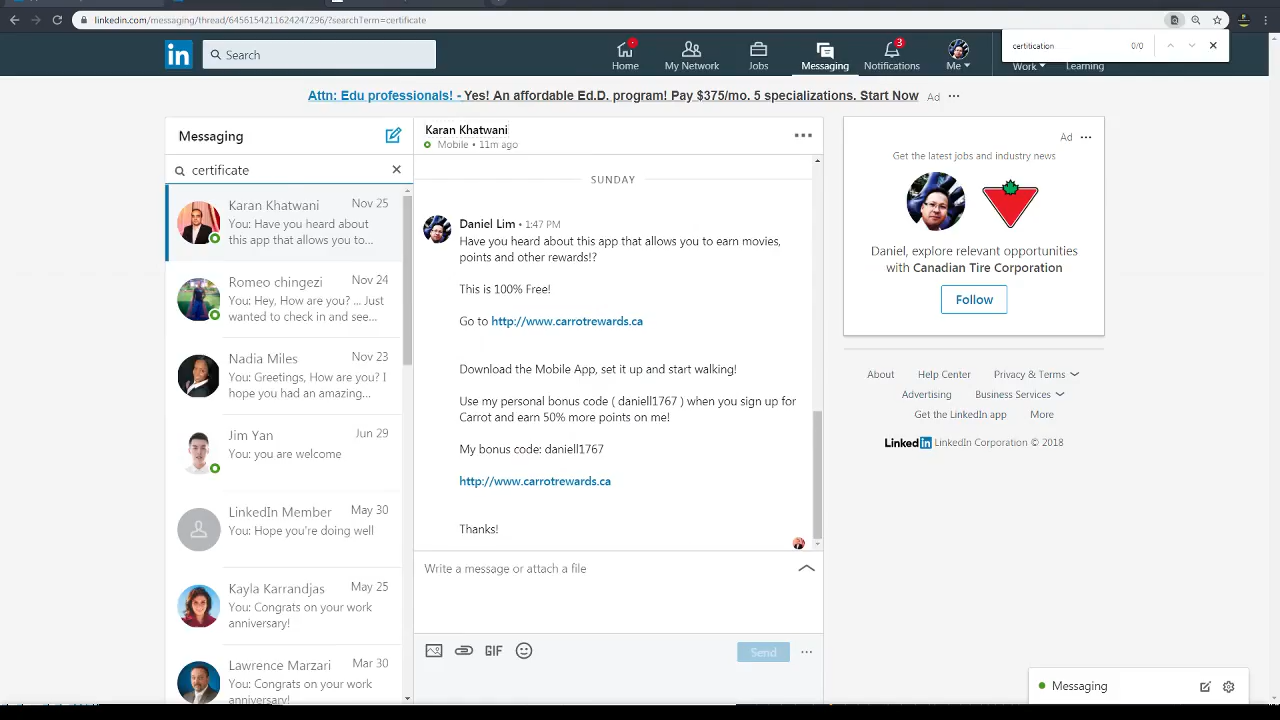 linkedin.com/messaging/thread/6456154211624247296/?searchTerm=certificate
certification 0/0
in Search
Home
My Network
Jobs
Messaging
3
Notifications
Me
Work
Learning
Attn: Edu professionals! - Yes! An affordable Ed.D. program! Pay $375/mo. 5 specializations. Start Now Ad
Messaging
certificate
Karan Khatwani Nov 25
You: Have you heard about
this app that allows you to...
Romeo chingezi Nov 24
You: Hey, How are you? ... Just
wanted to check in and see...
Nadia Miles Nov 23
You: Greetings, How are you? I
hope you had an amazing...
Jim Yan Jun 29
You: you are welcome
LinkedIn Member May 30
You: Hope you're doing well
Kayla Karrandjas May 25
You: Congrats on your work
anniversary!
Lawrence Marzari Mar 30
You: Congrats on your work
anniversary!
Karan Khatwani
Mobile • 11m ago
SUNDAY
Daniel Lim • 1:47 PM
Have you heard about this app that allows you to earn movies,
points and other rewards!?
This is 100% Free!
Go to http://www.carrotrewards.ca
Download the Mobile App, set it up and start walking!
Use my personal bonus code ( daniell1767 ) when you sign up for
Carrot and earn 50% more points on me!
My bonus code: daniell1767
http://www.carrotrewards.ca
Thanks!
Write a message or attach a file
GIF
Send
Ad
Get the latest jobs and industry news
Daniel, explore relevant opportunities
with Canadian Tire Corporation
Follow
About Help Center Privacy & Terms
Advertising Business Services
Get the LinkedIn app More
LinkedIn LinkedIn Corporation © 2018
Messaging